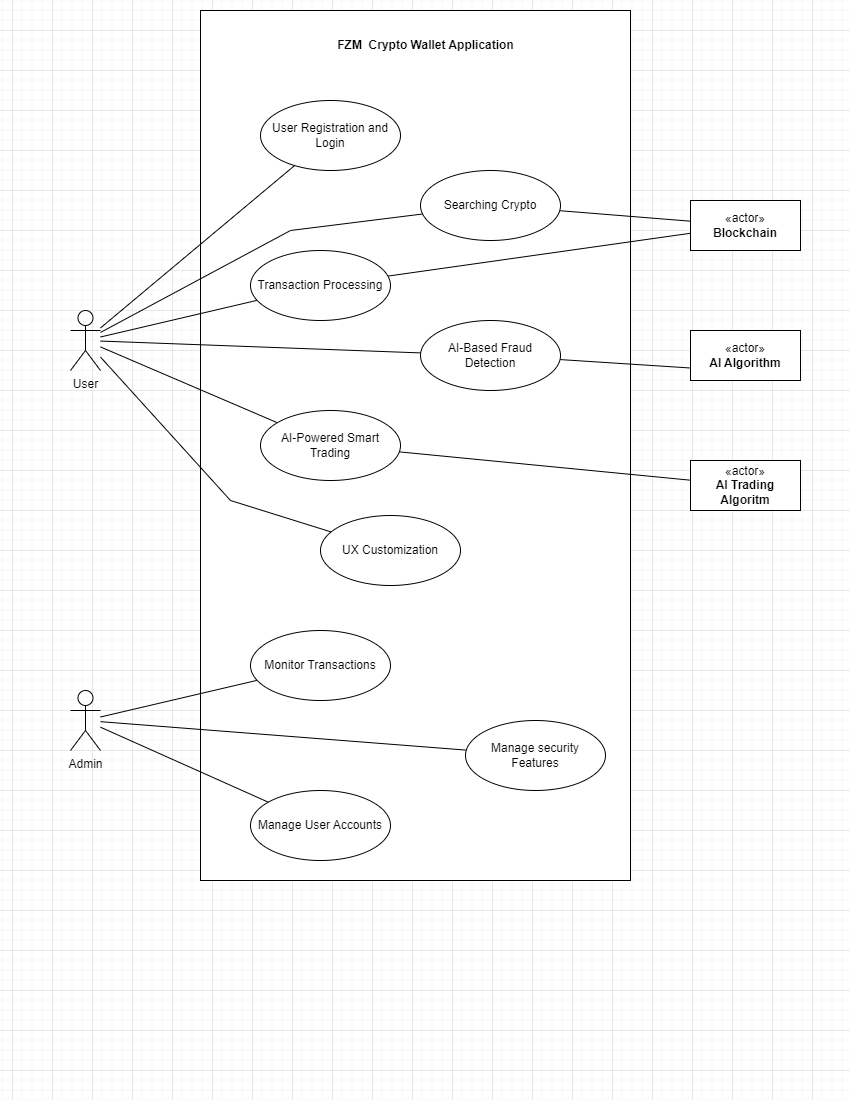 FZM  Crypto Wallet Application
User Registration and
Login
Searching Crypto
«actor»
Blockchain
Transaction Processing
AI-Based Fraud
Detection
«actor»
AI Algorithm
User
AI-Powered Smart
Trading
«actor»
AI Trading
Algoritm
UX Customization
Monitor Transactions
Admin
Manage security
Features
Manage User Accounts